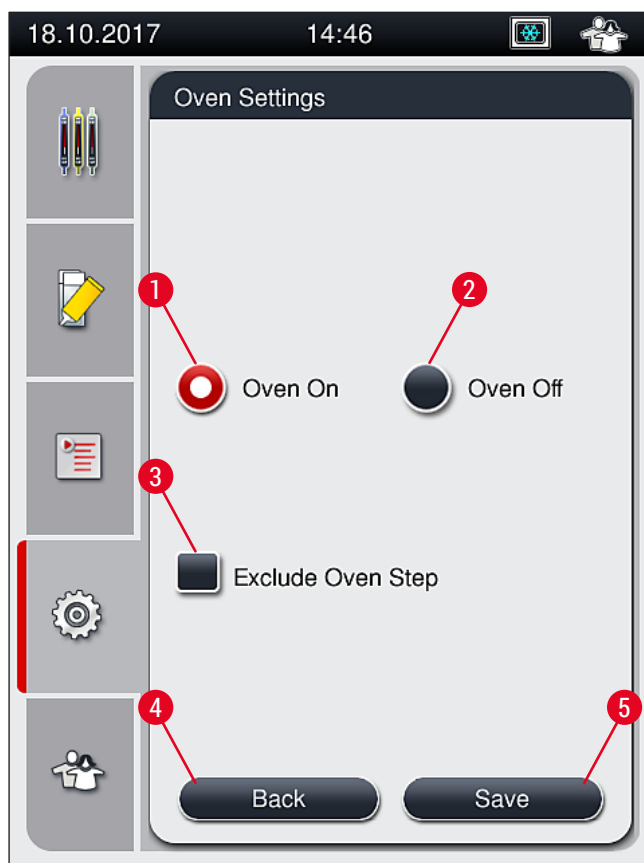 18.10.2017 14:46
Oven Settings
1 2
Oven On Oven Off
3
Exclude Oven Step
4 5
Back Save